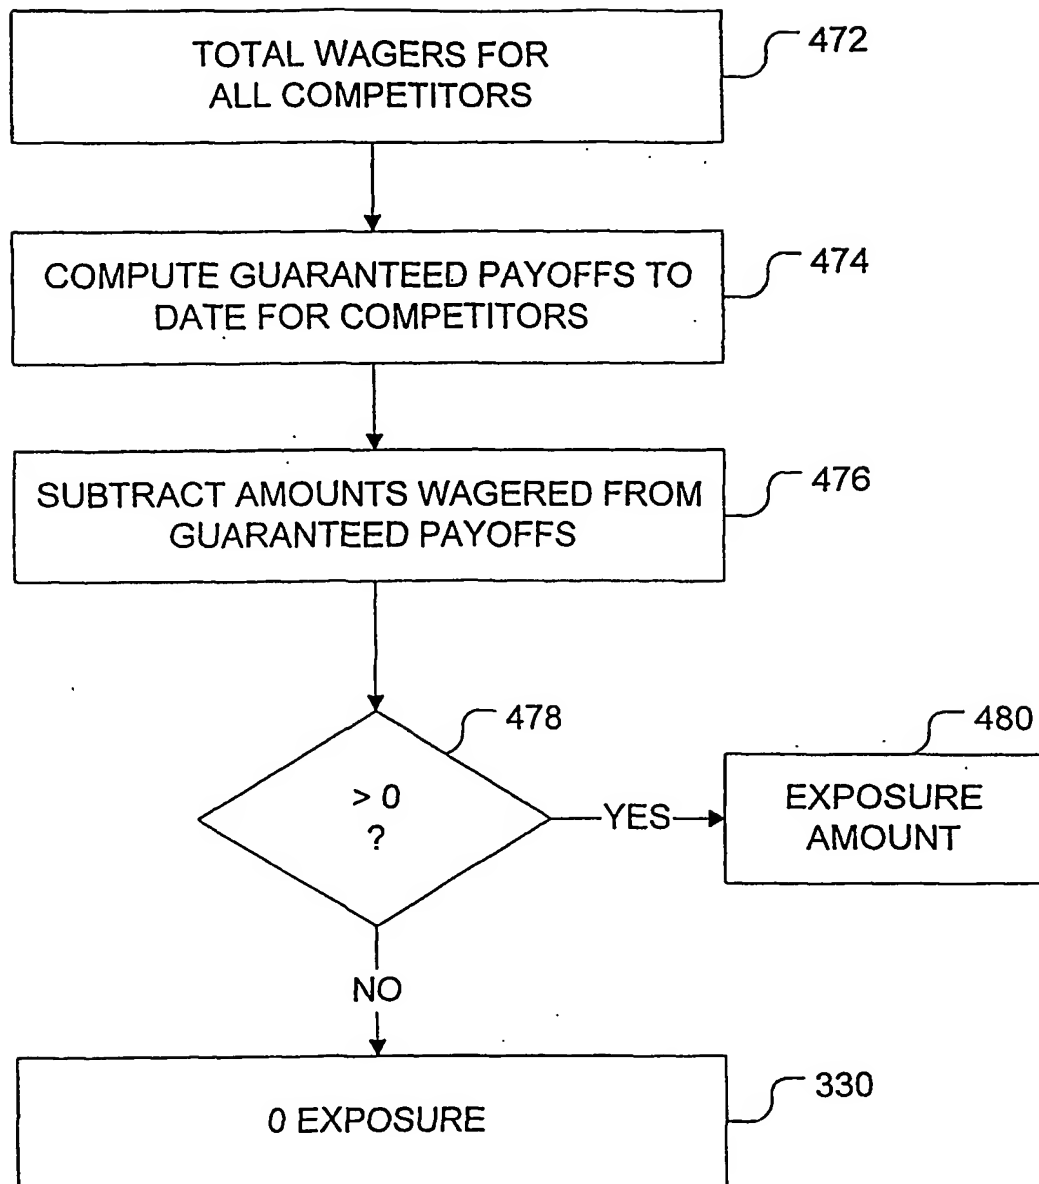 TOTAL WAGERS FOR
ALL COMPETITORS
472
COMPUTE GUARANTEED PAYOFFS TO
DATE FOR COMPETITORS
474
SUBTRACT AMOUNTS WAGERED FROM
GUARANTEED PAYOFFS
476
478
> 0
?
YES
480
EXPOSURE
AMOUNT
NO
0 EXPOSURE
330